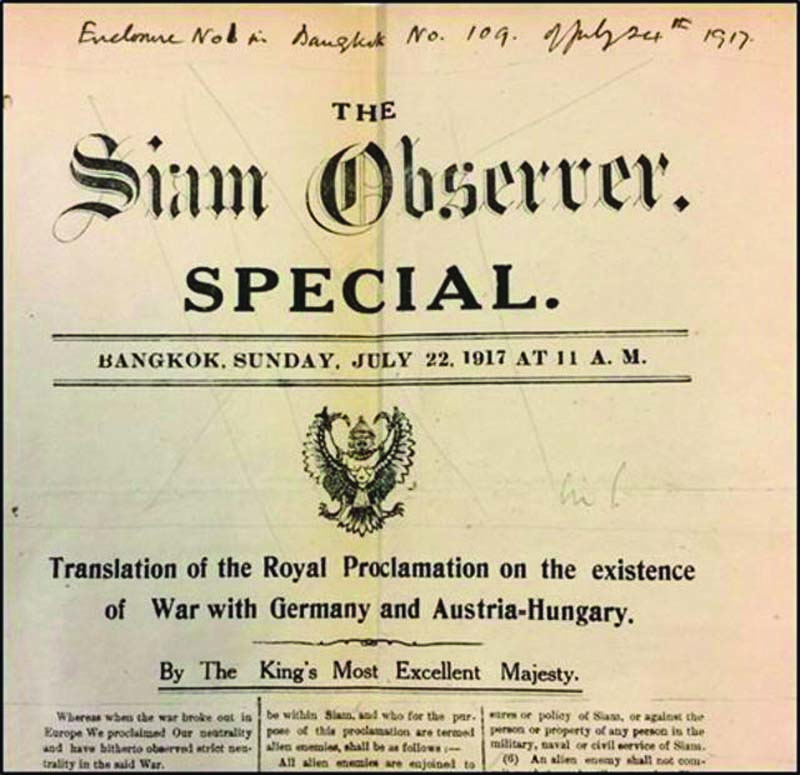 Enclosure No 1 in Bangkok No. 109. of July 24th 1917.
THE
Siam Observer.
SPECIAL.
BANGKOK, SUNDAY, JULY 22, 1917 AT 11 A. M.
Translation of the Royal Proclamation on the existence
of War with Germany and Austria-Hungary.
By The King's Most Excellent Majesty.
Whereas when the war broke out in
Europe We proclaimed Our neutrality
and have hitherto observed strict neu-
trality in the said War.
be within Siam, and who for the pur-
pose of this proclamation are termed
alien enemies, shall be as follows :—
All alien enemies are enjoined to
sures or policy of Siam, or against the
person or property of any person in the
military, naval or civil service of Siam.
(6) An alien enemy shall not com-